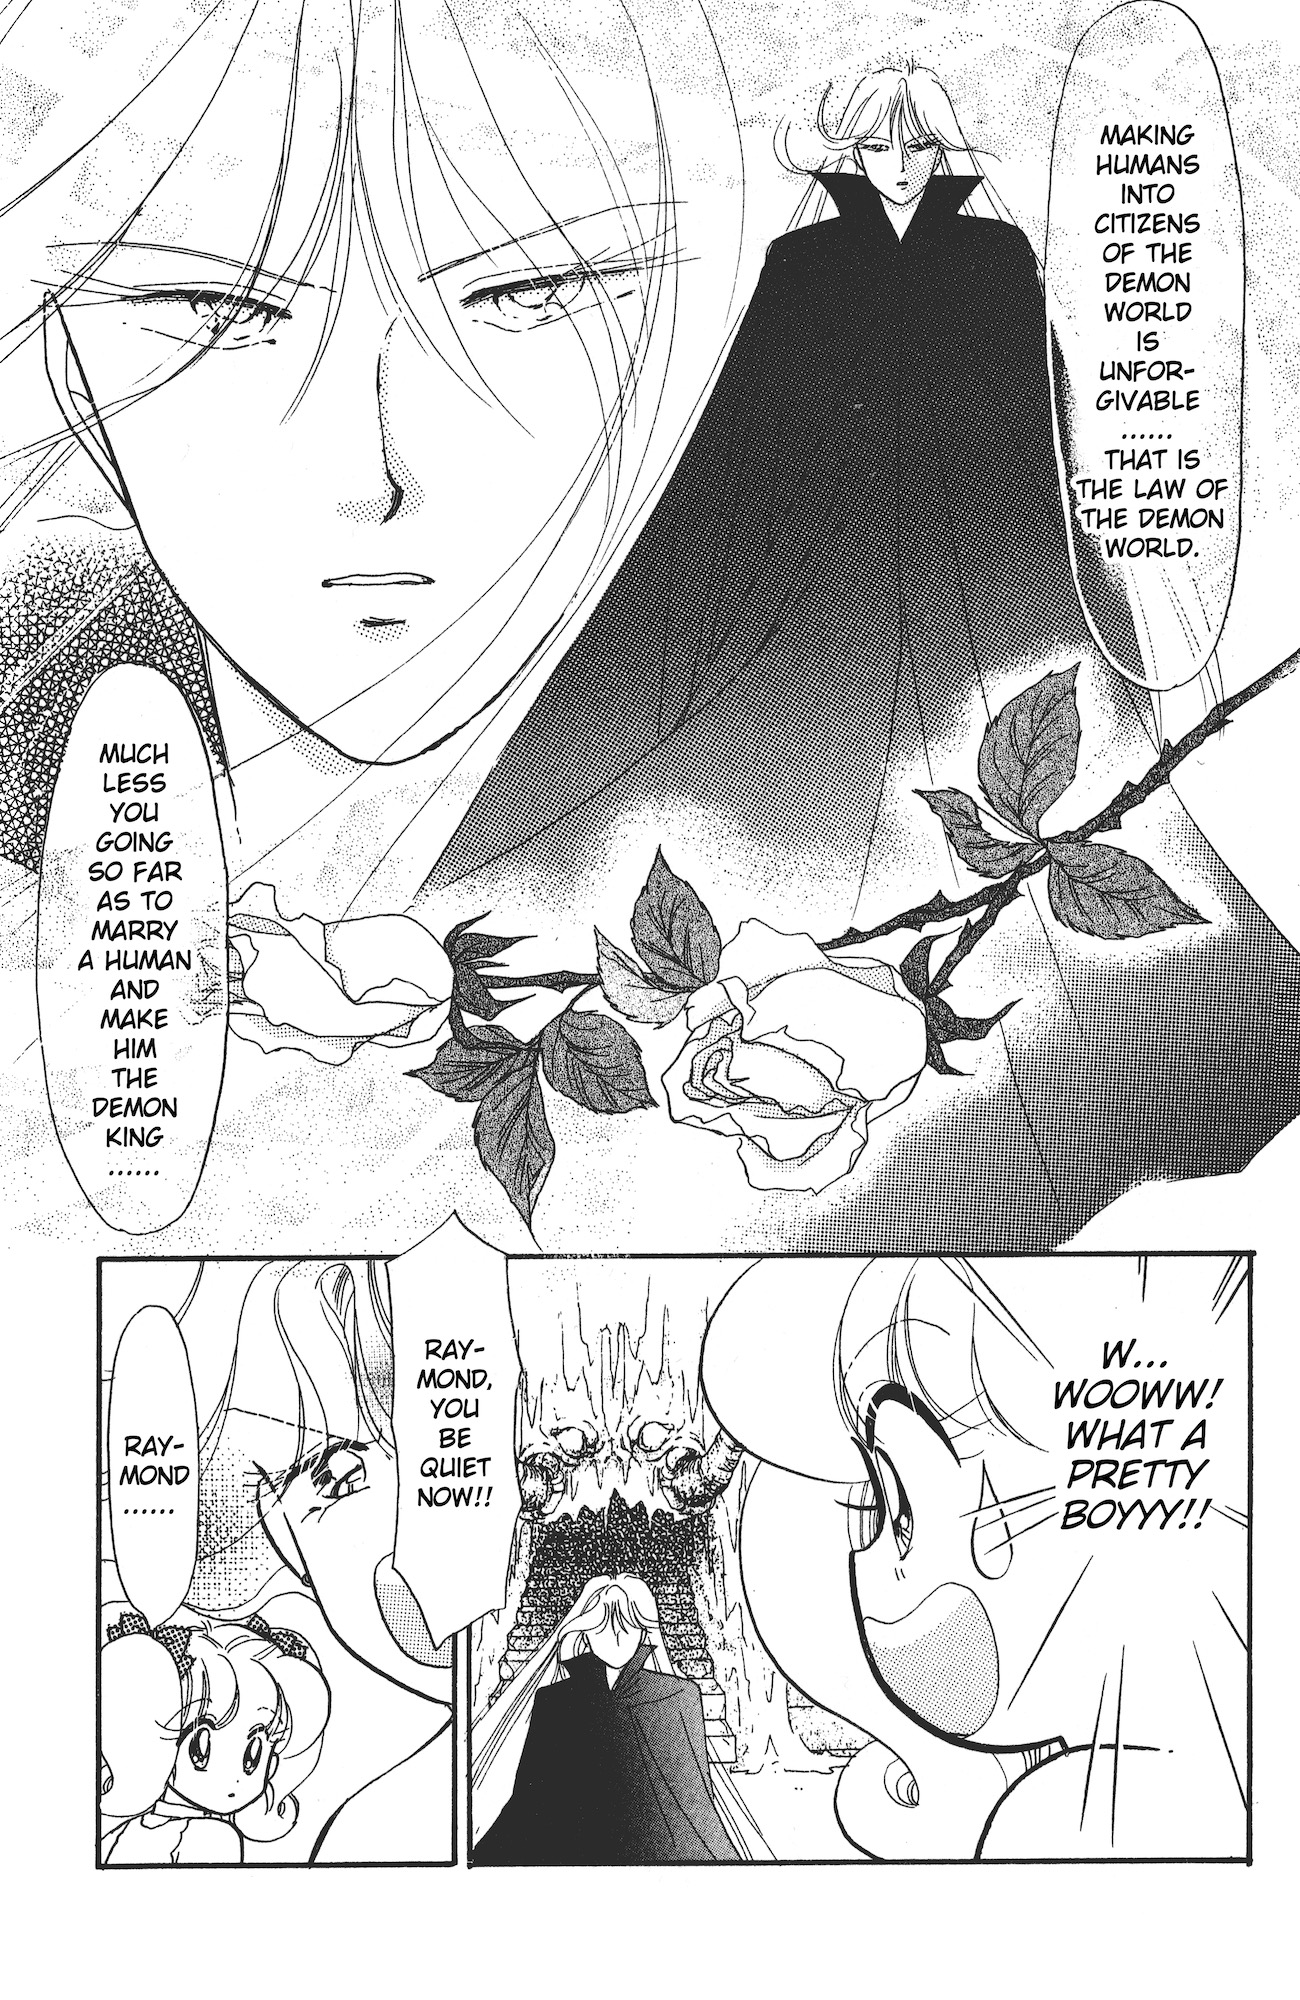 MAKING
HUMANS
INTO
CITIZENS
OF THE
DEMON
WORLD
IS
UNFOR-
GIVABLE
......
THAT IS
THE LAW OF
THE DEMON
WORLD.
MUCH
LESS
YOU
GOING
SO FAR
AS TO
MARRY
A HUMAN
AND
MAKE
HIM
THE
DEMON
KING
......
W...
WOOWW!
WHAT A
PRETTY
BOYYY!!
RAY-
MOND,
YOU
BE
QUIET
NOW!!
RAY-
MOND
......